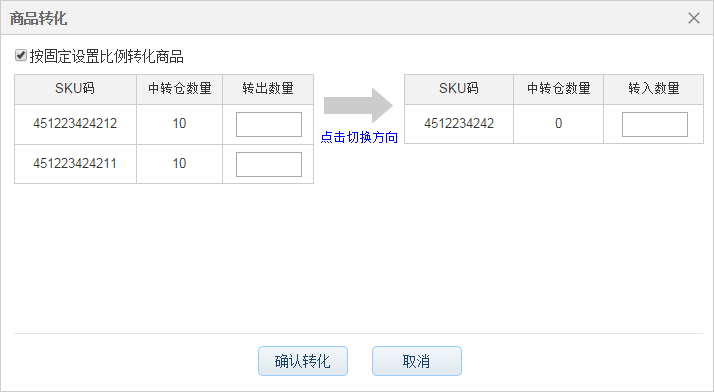 商品转化
按固定设置比例转化商品
SKU码 中转仓数量 转出数量
451223424212 10
451223424211 10
点击切换方向
SKU码 中转仓数量 转入数量
4512234242 0
确认转化 取消